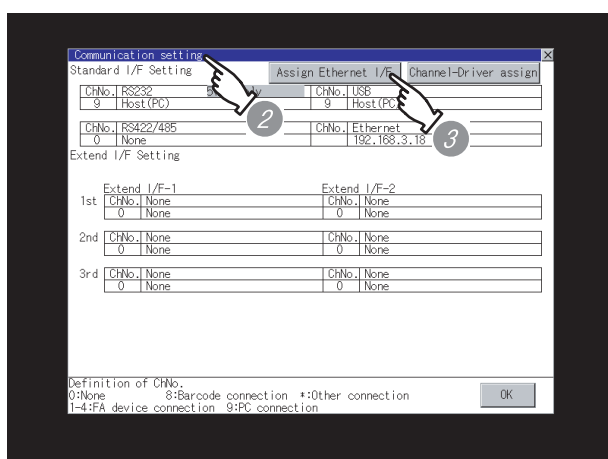 Communication setting
×
Standard I/F Setting
Assign Ethernet I/F
Channel-Driver assign
ChNo. RS232
ChNo. USB
9 Host(PC)
9 Host(PC)
2
3
ChNo. RS422/485
ChNo. Ethernet
0 None
192.168.3.18
Extend I/F Setting
Extend I/F-1
Extend I/F-2
1st ChNo. None
ChNo. None
0 None
0 None
2nd ChNo. None
ChNo. None
0 None
0 None
3rd ChNo. None
ChNo. None
0 None
0 None
Definition of ChNo.
0:None 8:Barcode connection *:Other connection
1-4:FA device connection 9:PC connection
OK